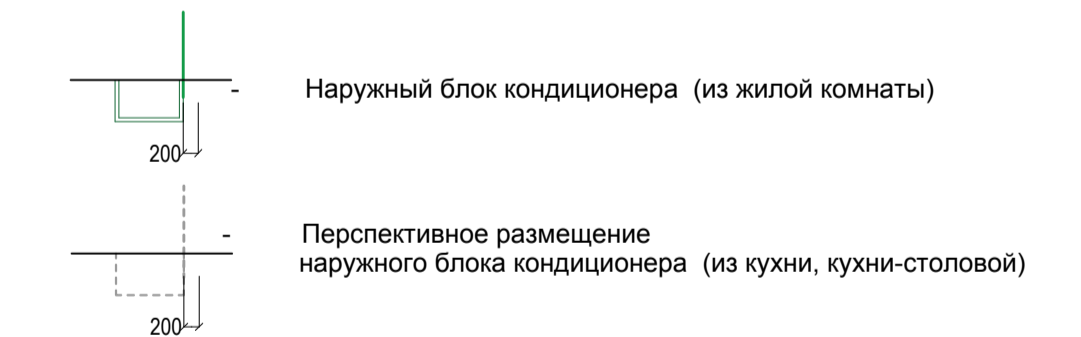 - Наружный блок кондиционера (из жилой комнаты)
200
- Перспективное размещение
наружного блока кондиционера (из кухни, кухни-столовой)
200